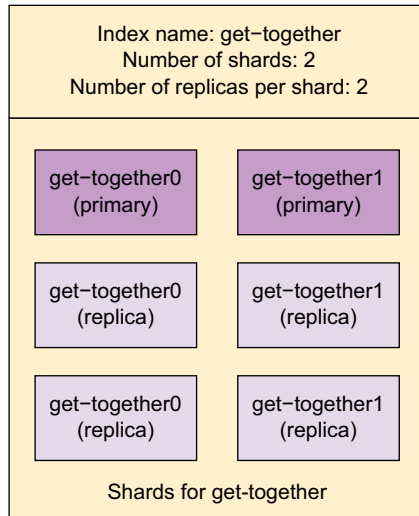 Index name: get−together
Number of shards: 2
Number of replicas per shard: 2
get−together0
(primary)
get−together1
(primary)
get−together0
(replica)
get−together1
(replica)
get−together0
(replica)
get−together1
(replica)
Shards for get-together